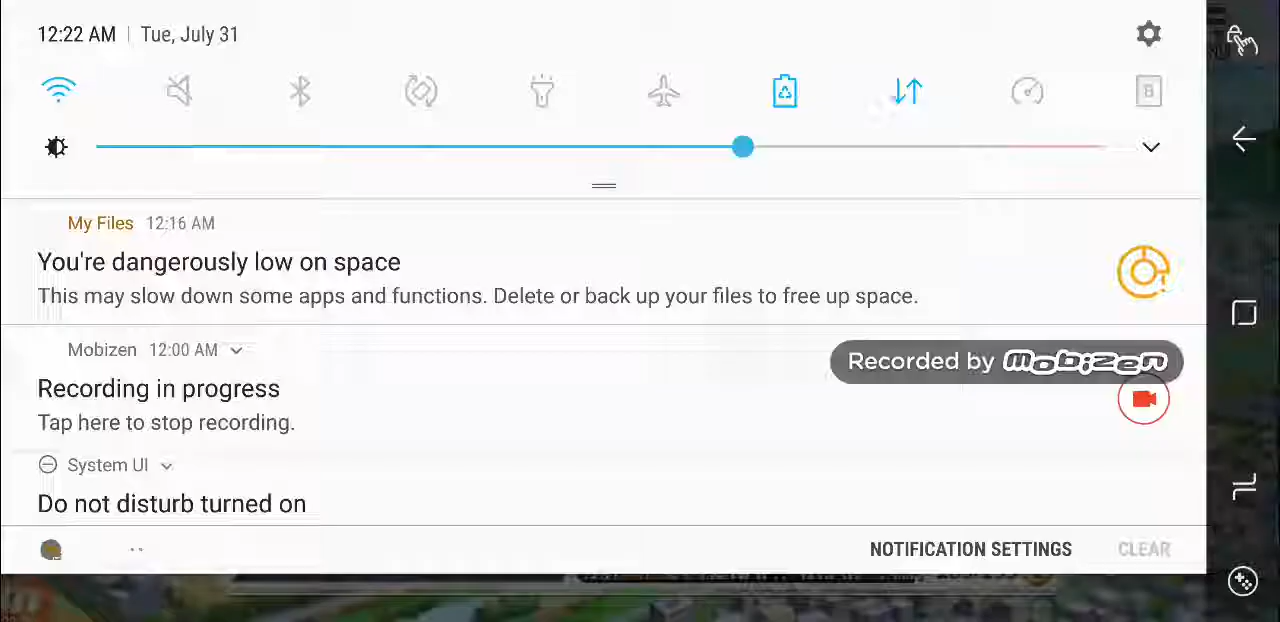 12:22 AM | Tue, July 31
B
My Files 12:16 AM
You're dangerously low on space
This may slow down some apps and functions. Delete or back up your files to free up space.
Mobizen 12:00 AM
Recorded by mobizen
Recording in progress
Tap here to stop recording.
System UI
Do not disturb turned on
NOTIFICATION SETTINGS CLEAR